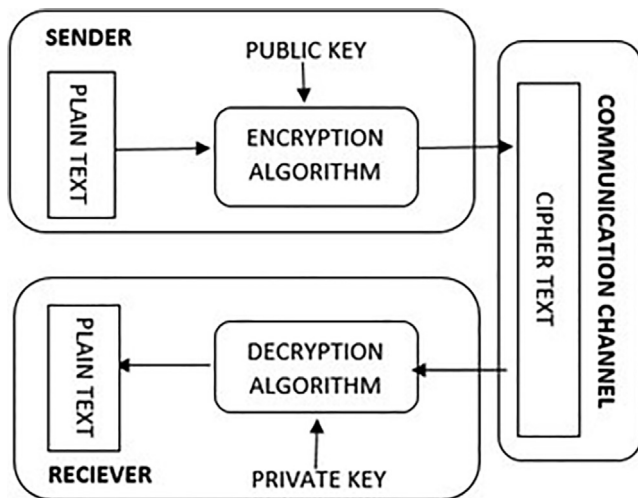 SENDER
PUBLIC KEY
PLAIN TEXT
ENCRYPTION
ALGORITHM
CIPHER TEXT
COMMUNICATION CHANNEL
PLAIN TEXT
DECRYPTION
ALGORITHM
RECIEVER
PRIVATE KEY